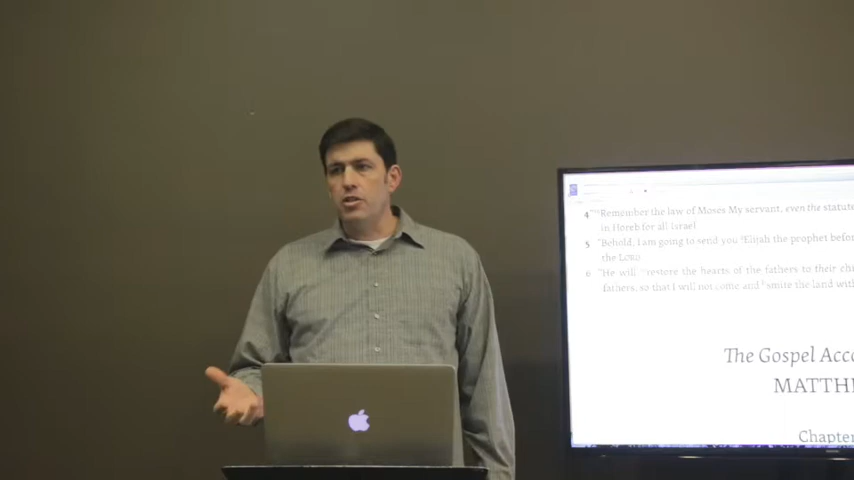 4 "Remember the law of Moses My servant, even the statute
in Horeb for all Israel
5 "Behold, I am going to send you Elijah the prophet befor
the LORD
6 "He will restore the hearts of the fathers to their chi
fathers, so that I will not come and smite the land with
The Gospel Acco
MATTH
Chapter